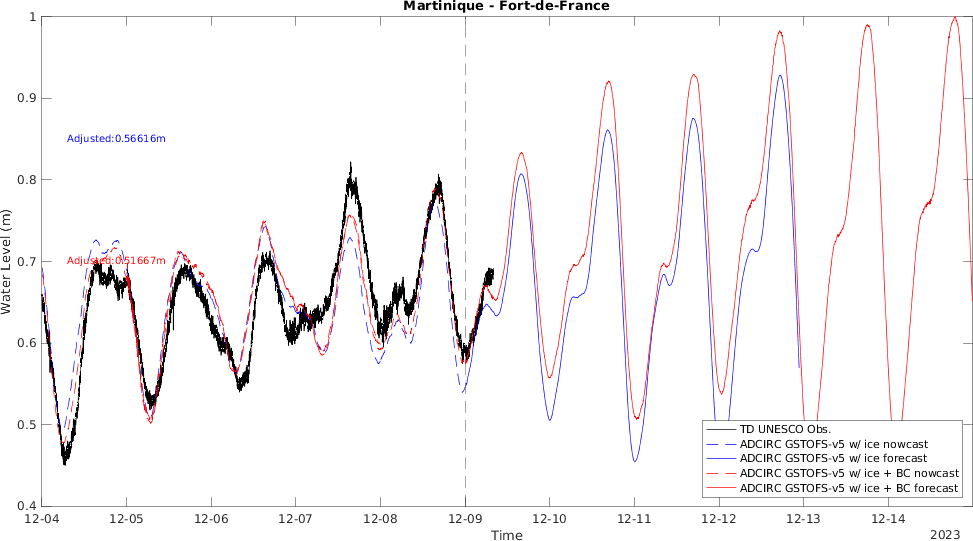 Martinique - Fort-de-France
1
0.9
0.8
0.7
0.6
0.5
0.4
Water Level (m)
Adjusted:0.56616m
Adjusted:0.51667m
TD UNESCO Obs.
ADCIRC GSTOFS-v5 w/ ice nowcast
ADCIRC GSTOFS-v5 w/ ice forecast
ADCIRC GSTOFS-v5 w/ ice + BC nowcast
ADCIRC GSTOFS-v5 w/ ice + BC forecast
12-04 12-05 12-06 12-07 12-08 12-09 12-10 12-11 12-12 12-13 12-14
Time
2023